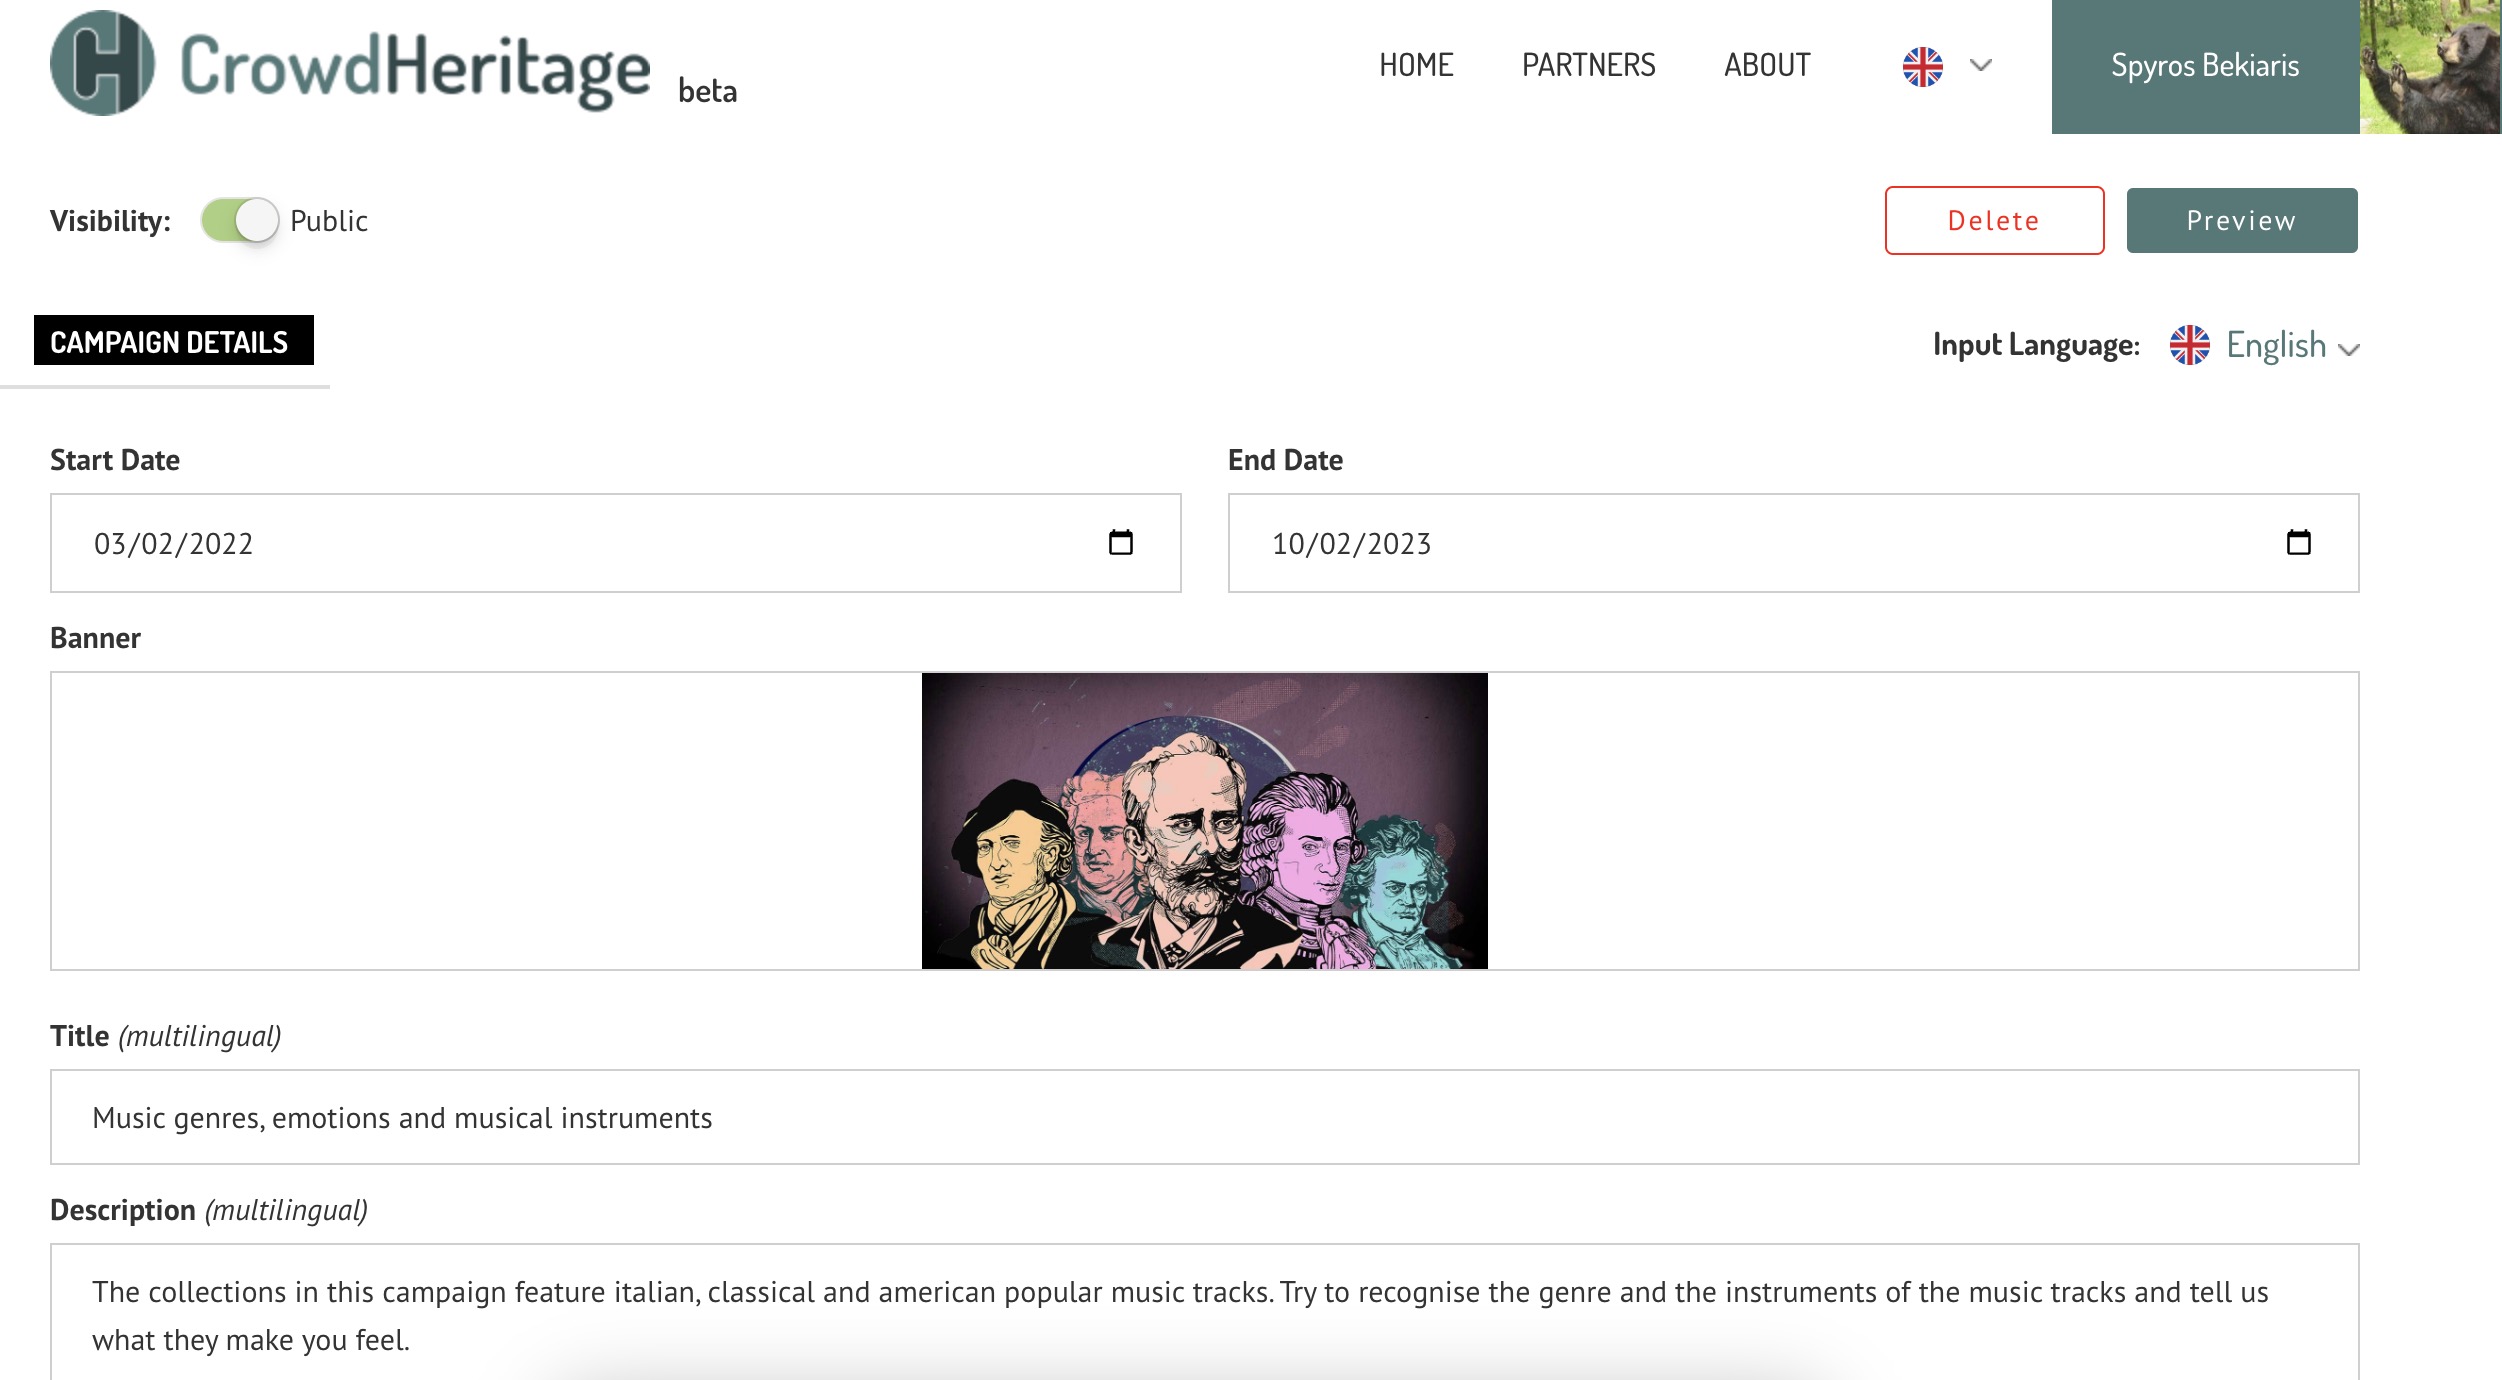 CrowdHeritage beta
HOME PARTNERS ABOUT Spyros Bekiaris
Visibility: Public Delete Preview
CAMPAIGN DETAILS Input Language: English
Start Date End Date
03/02/2022 10/02/2023
Banner
Title (multilingual)
Music genres, emotions and musical instruments
Description (multilingual)
The collections in this campaign feature italian, classical and american popular music tracks. Try to recognise the genre and the instruments of the music tracks and tell us
what they make you feel.